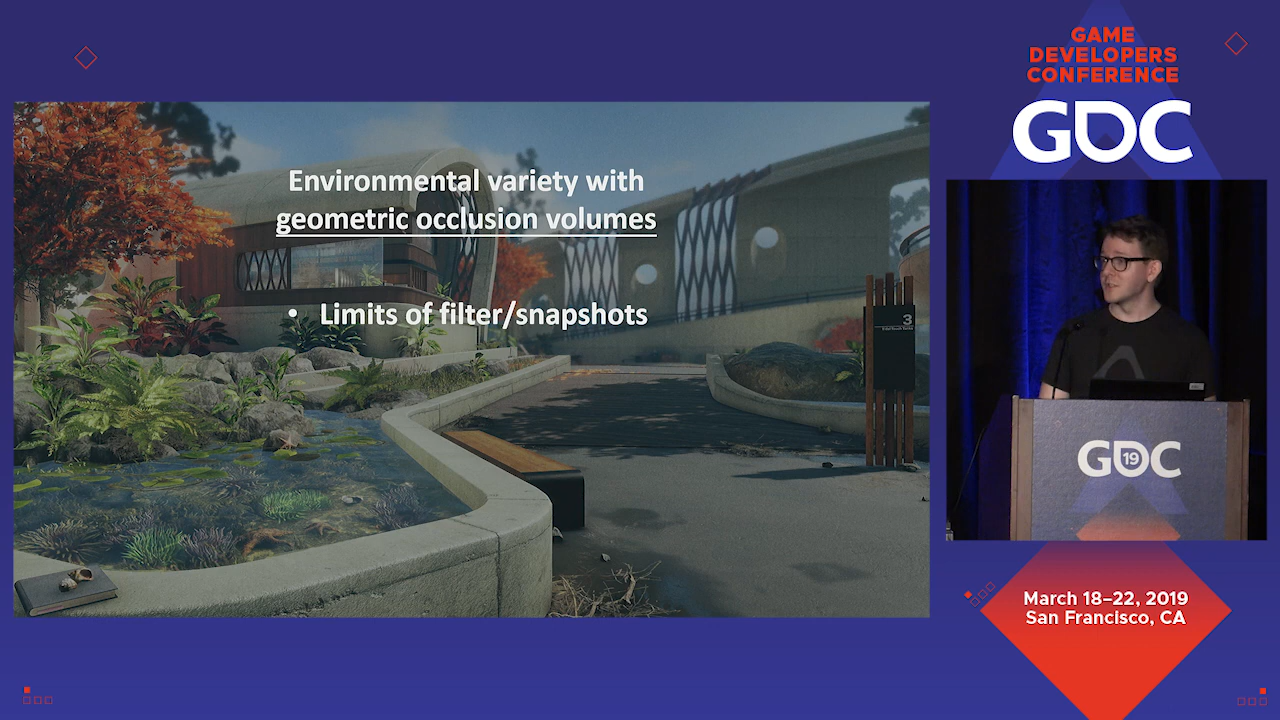 GAME
DEVELOPERS
CONFERENCE
GDC
Environmental variety with
geometric occlusion volumes
• Limits of filter/snapshots
3
GDC 19
March 18–22, 2019
San Francisco, CA